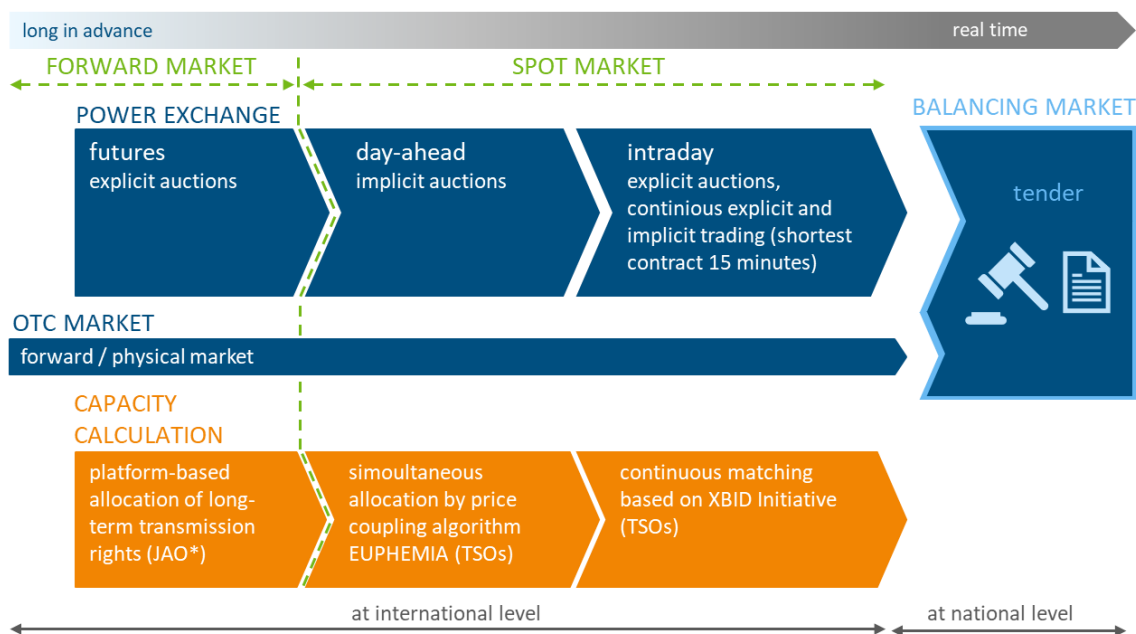 long in advance
real time
FORWARD MARKET
SPOT MARKET
POWER EXCHANGE
BALANCING MARKET
futures
explicit auctions
day-ahead
implicit auctions
intraday
explicit auctions,
continious explicit and
implicit trading (shortest
contract 15 minutes)
tender
OTC MARKET
forward / physical market
CAPACITY
CALCULATION
platform-based
allocation of long-
term transmission
rights (JAO*)
simoultaneous
allocation by price
coupling algorithm
EUPHEMIA (TSOs)
continuous matching
based on XBID Initiative
(TSOs)
at international level
at national level